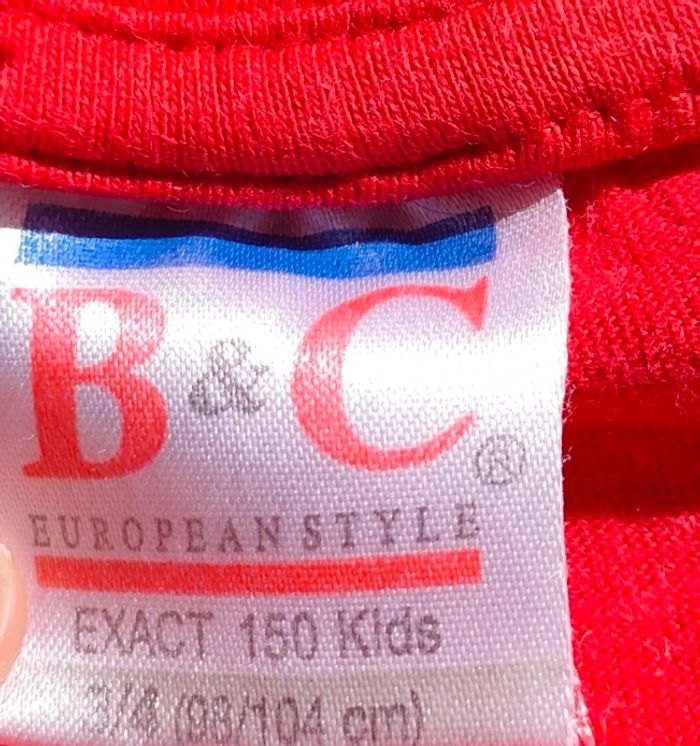 B & C ®
EUROPEAN STYLE
EXACT 150 Kids
3/4 (98/104 cm)